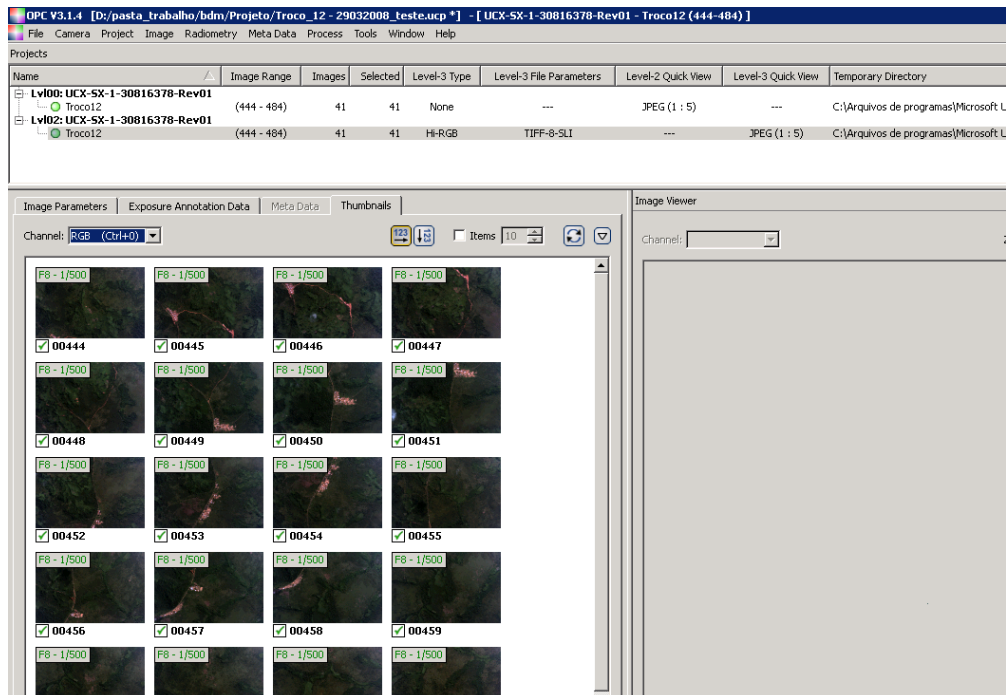 OPC V3.1.4 [D:/pasta_trabalho/bdm/Projeto/Troco_12 - 29032008_teste.ucp *] - [ UCX-SX-1-30816378-Rev01 - Troco12 (444-484) ]
File Camera Project Image Radiometry Meta Data Process Tools Window Help
Projects
Name Image Range Images Selected Level-3 Type Level-3 File Parameters Level-2 Quick View Level-3 Quick View Temporary Directory
Lvl00: UCX-SX-1-30816378-Rev01
Troco12 (444 - 484) 41 41 None --- JPEG (1 : 5) --- C:\Arquivos de programas\Microsoft U
Lvl02: UCX-SX-1-30816378-Rev01
Troco12 (444 - 484) 41 41 Hi-RGB TIFF-8-SLI --- JPEG (1 : 5) C:\Arquivos de programas\Microsoft U
Image Parameters Exposure Annotation Data Meta Data Thumbnails
Image Viewer
Channel: RGB (Ctrl+0) 123 123 Items 10
Channel:
F8 - 1/500 F8 - 1/500 F8 - 1/500 F8 - 1/500
00444 00445 00446 00447
F8 - 1/500 F8 - 1/500 F8 - 1/500 F8 - 1/500
00448 00449 00450 00451
F8 - 1/500 F8 - 1/500 F8 - 1/500 F8 - 1/500
00452 00453 00454 00455
F8 - 1/500 F8 - 1/500 F8 - 1/500 F8 - 1/500
00456 00457 00458 00459
F8 - 1/500 F8 - 1/500 F8 - 1/500 F8 - 1/500